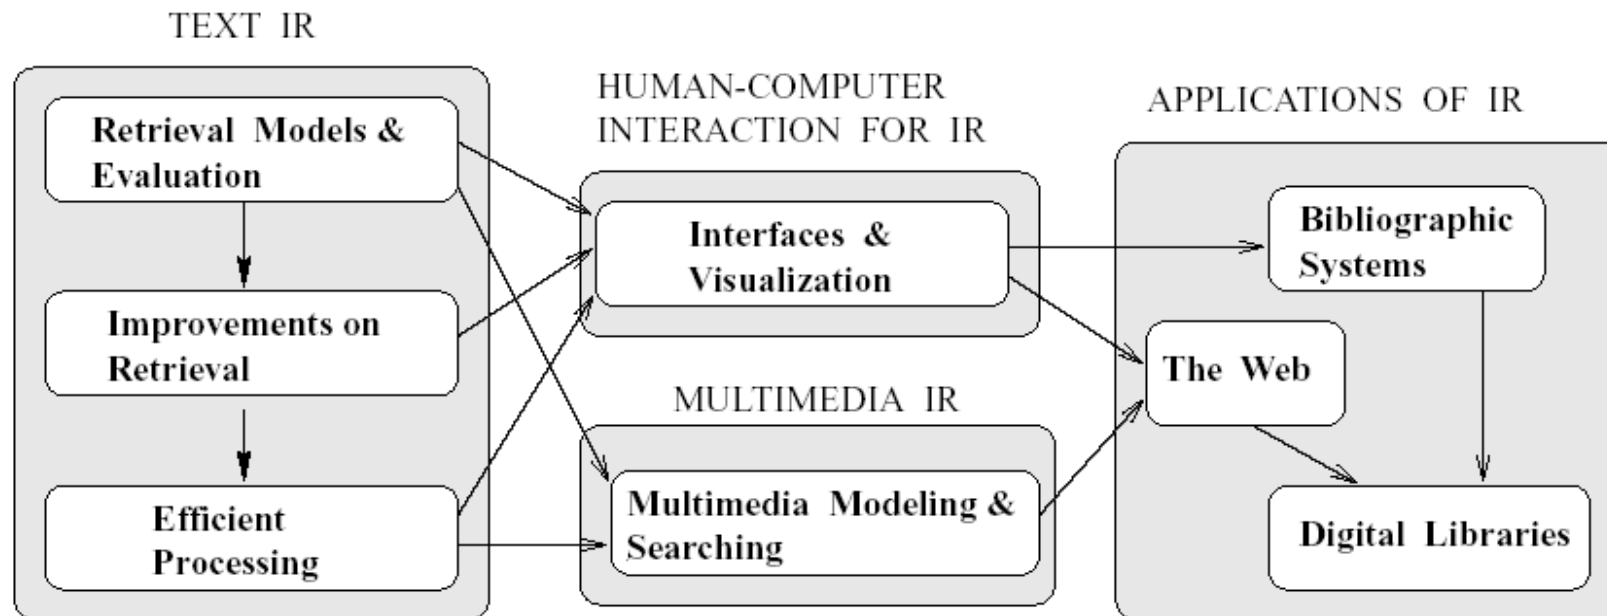 TEXT IR
Retrieval Models &
Evaluation
Improvements on
Retrieval
Efficient
Processing
HUMAN-COMPUTER
INTERACTION FOR IR
Interfaces &
Visualization
MULTIMEDIA IR
Multimedia Modeling &
Searching
APPLICATIONS OF IR
Bibliographic
Systems
The Web
Digital Libraries